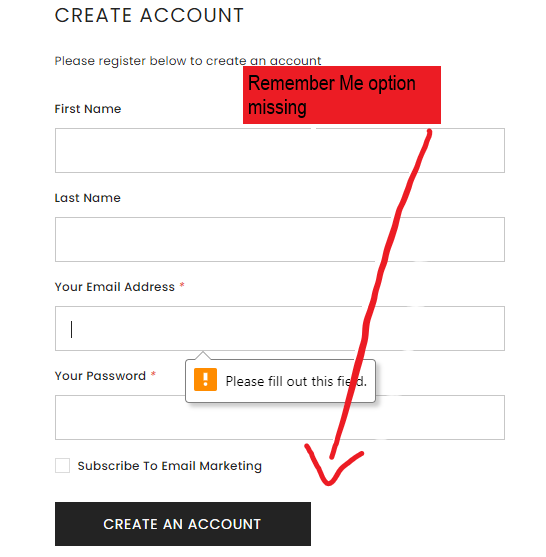 CREATE ACCOUNT
Please register below to create an account
Remember Me option
missing
First Name
Last Name
Your Email Address *
Please fill out this field.
Your Password *
Subscribe To Email Marketing
CREATE AN ACCOUNT